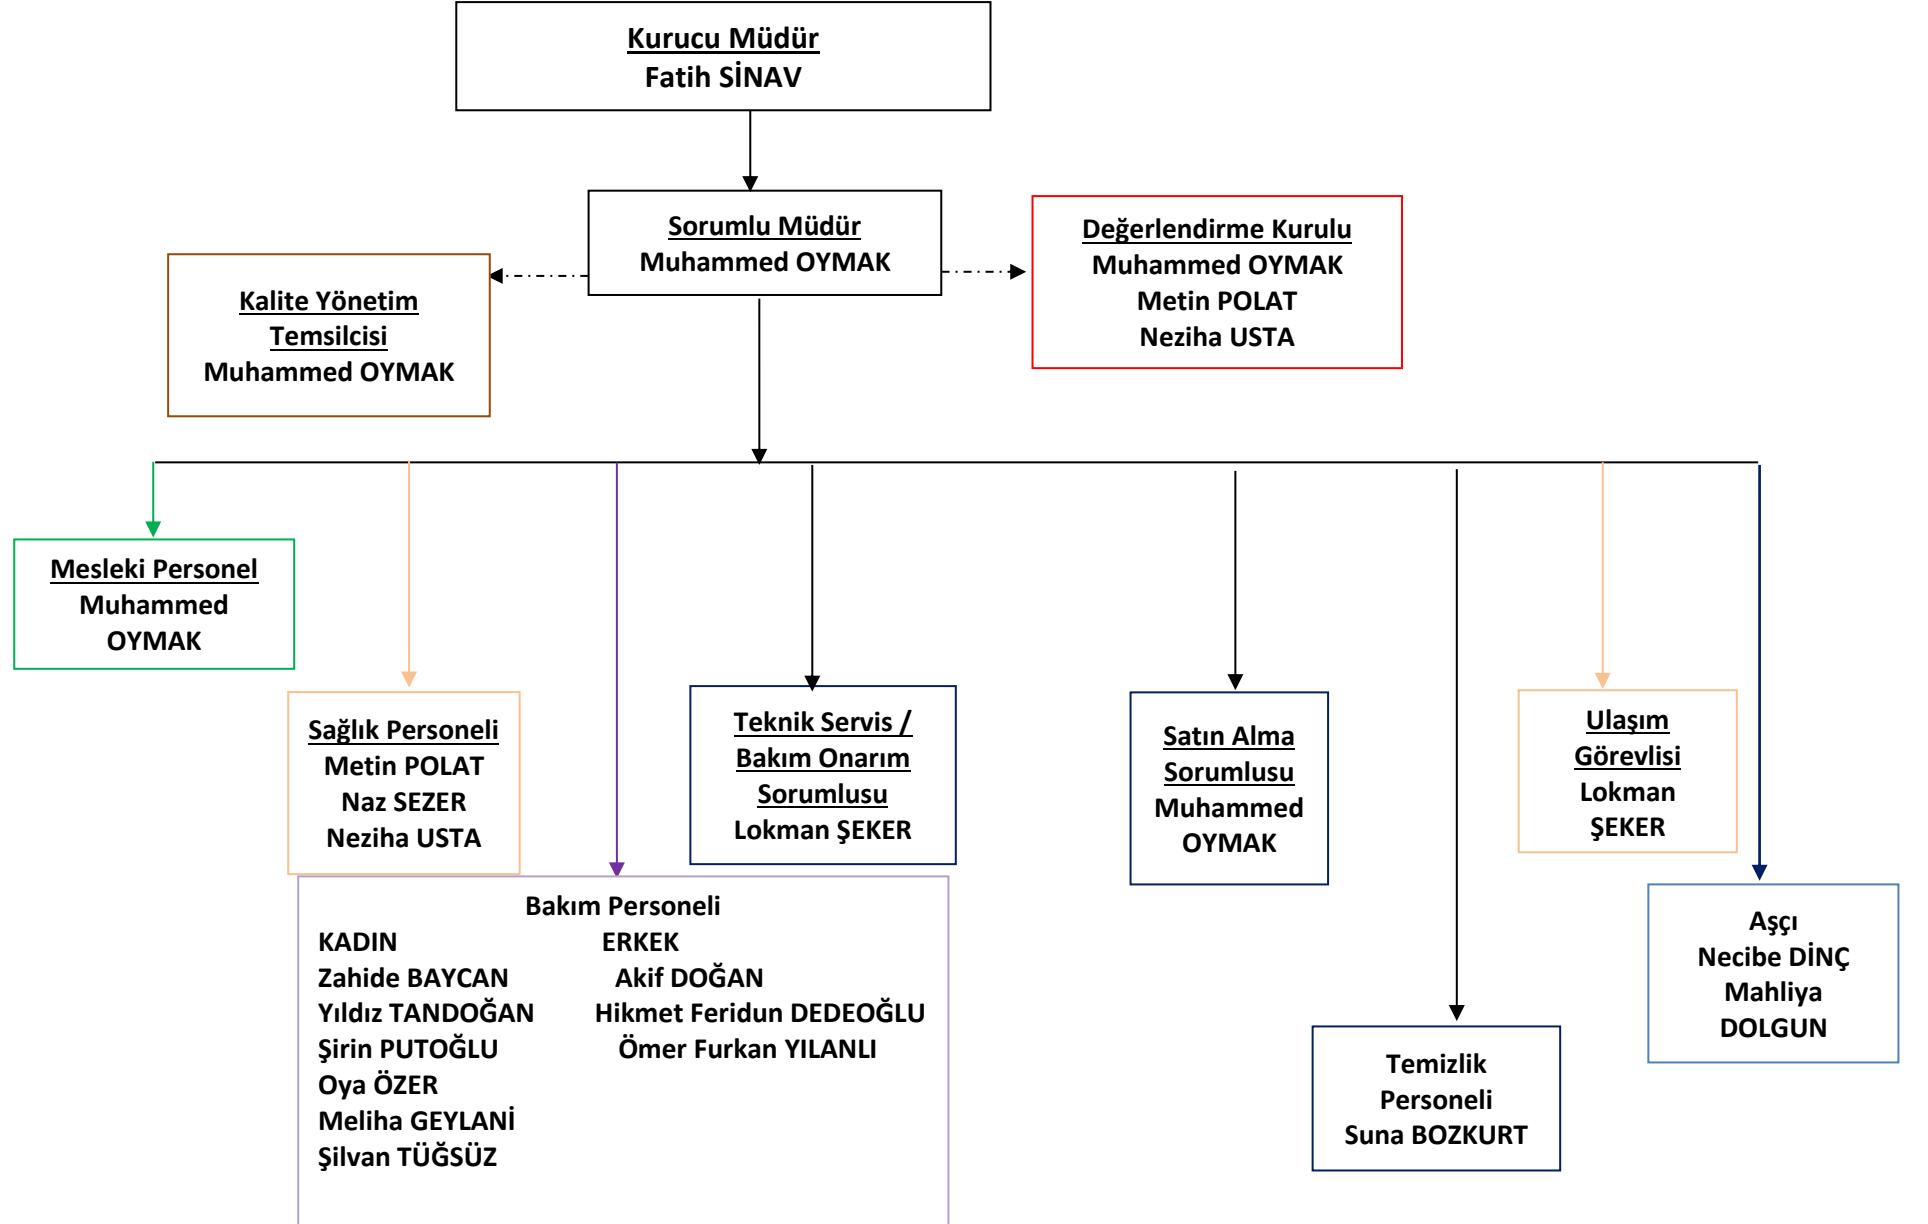 Kurucu Müdür
Fatih SİNAV
Sorumlu Müdür
Muhammed OYMAK
Değerlendirme Kurulu
Muhammed OYMAK
Metin POLAT
Neziha USTA
Kalite Yönetim
Temsilcisi
Muhammed OYMAK
Mesleki Personel
Muhammed
OYMAK
Sağlık Personeli
Metin POLAT
Naz SEZER
Neziha USTA
Teknik Servis /
Bakım Onarım
Sorumlusu
Lokman ŞEKER
Satın Alma
Sorumlusu
Muhammed
OYMAK
Ulaşım
Görevlisi
Lokman
ŞEKER
Bakım Personeli
KADIN ERKEK
Zahide BAYCAN Akif DOĞAN
Yıldız TANDOĞAN Hikmet Feridun DEDEOĞLU
Şirin PUTOĞLU Ömer Furkan YILANLI
Oya ÖZER
Meliha GEYLANİ
Şilvan TÜĞSÜZ
Aşçı
Necibe DİNÇ
Mahliya
DOLGUN
Temizlik
Personeli
Suna BOZKURT